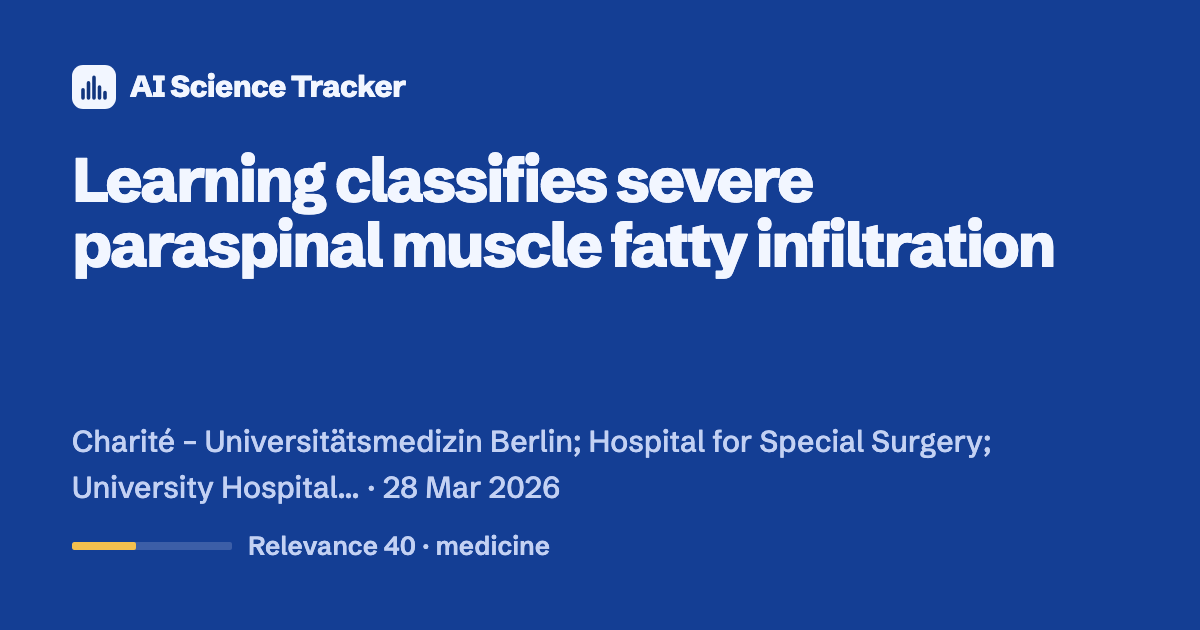 AI Science Tracker
Learning classifies severe
paraspinal muscle fatty infiltration
Charité – Universitätsmedizin Berlin; Hospital for Special Surgery;
University Hospital... · 28 Mar 2026
Relevance 40 · medicine